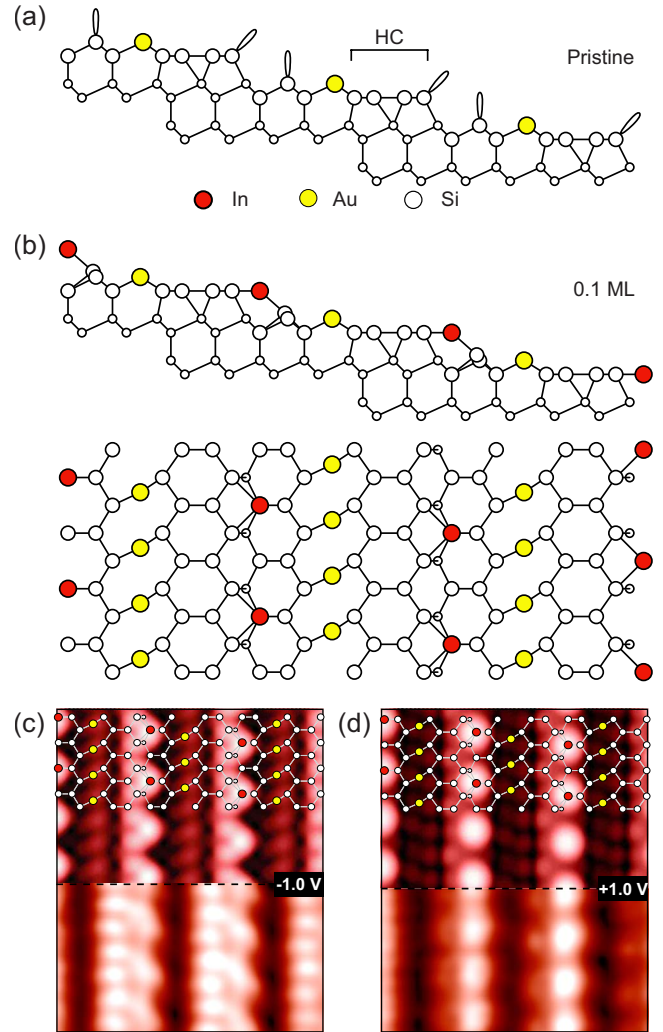 (a)
HC
Pristine
In
Au
Si
(b)
0.1 ML
(c)
(d)
-1.0 V
+1.0 V